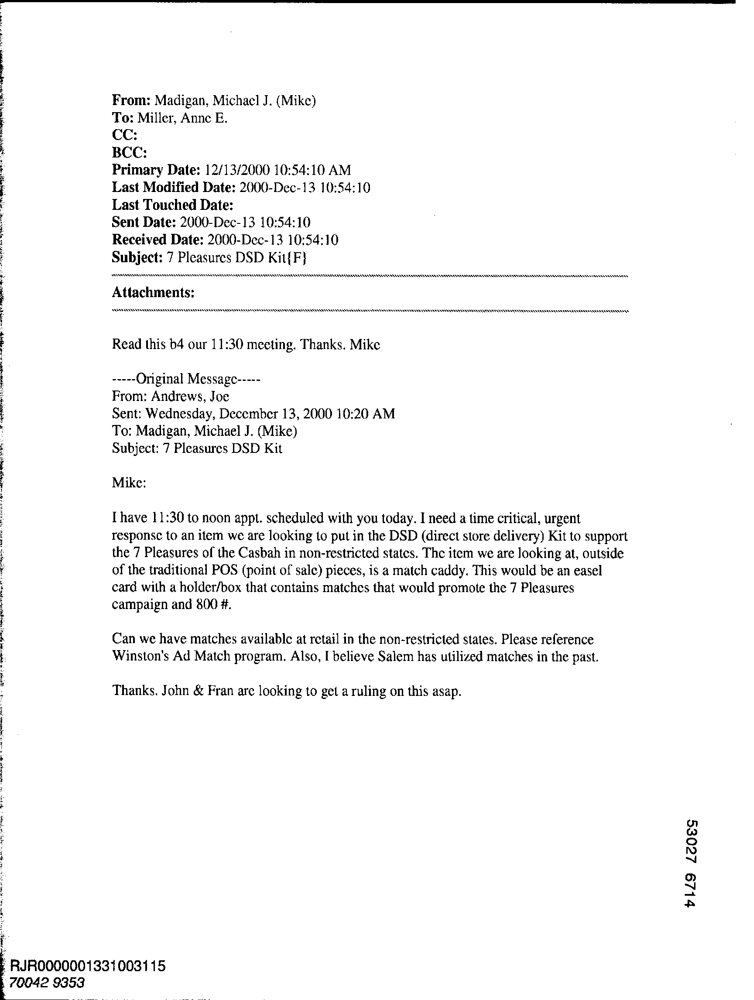 From: Madigan, Michael J. (Mike)
To: Miller, Anne E.
CC:
BCC:
Primary Date: 12/13/2000 10:54:10 AM
Last Modified Date: 2000-Dec-13 10:54:10
Last Touched Date:
Sent Date: 2000-Dec-13 10:54:10
Received Date: 2000-Dec-13 10:54:10
Subject: 7 Pleasures DSD Kit{F}
Attachments:
Read this b4 our 11:30 meeting. Thanks. Mike
-----Original Message-----
From: Andrews, Joe
Sent: Wednesday, December 13, 2000 10:20 AM
To: Madigan, Michael J. (Mike)
Subject: 7 Pleasures DSD Kit
Mike:
I have 11:30 to noon appt. scheduled with you today. I need a time critical, urgent
response to an item we are looking to put in the DSD (direct store delivery) Kit to support
the 7 Pleasures of the Casbah in non-restricted states. The item we are looking at, outside
of the traditional POS (point of sale) pieces, is a match caddy. This would be an easel
card with a holder/box that contains matches that would promote the 7 Pleasures
campaign and 800 #.
Can we have matches available at retail in the non-restricted states. Please reference
Winston's Ad Match program. Also, I believe Salem has utilized matches in the past.
Thanks. John & Fran are looking to get a ruling on this asap.
53027 6714
RJR0000001331003115
70042 9353